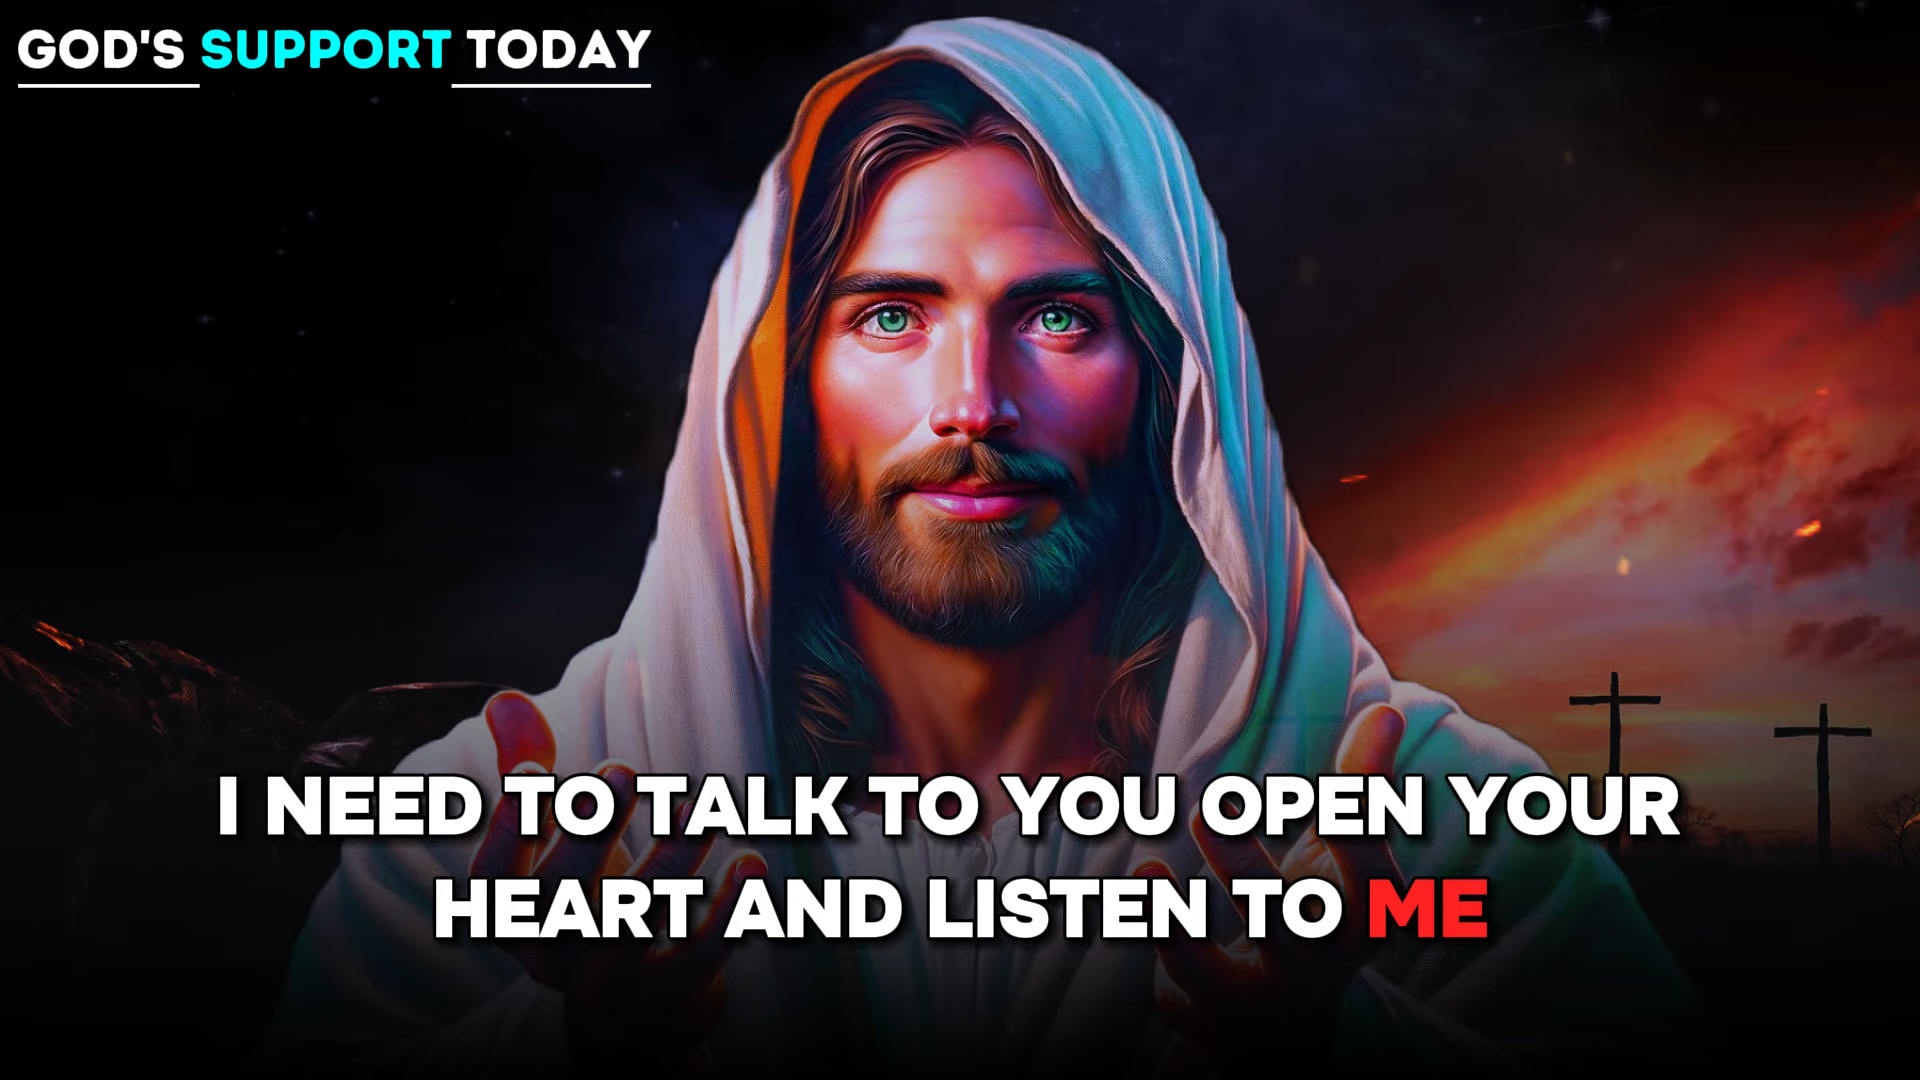 GOD'S SUPPORT TODAY
I NEED TO TALK TO YOU OPEN YOUR
HEART AND LISTEN TO ME